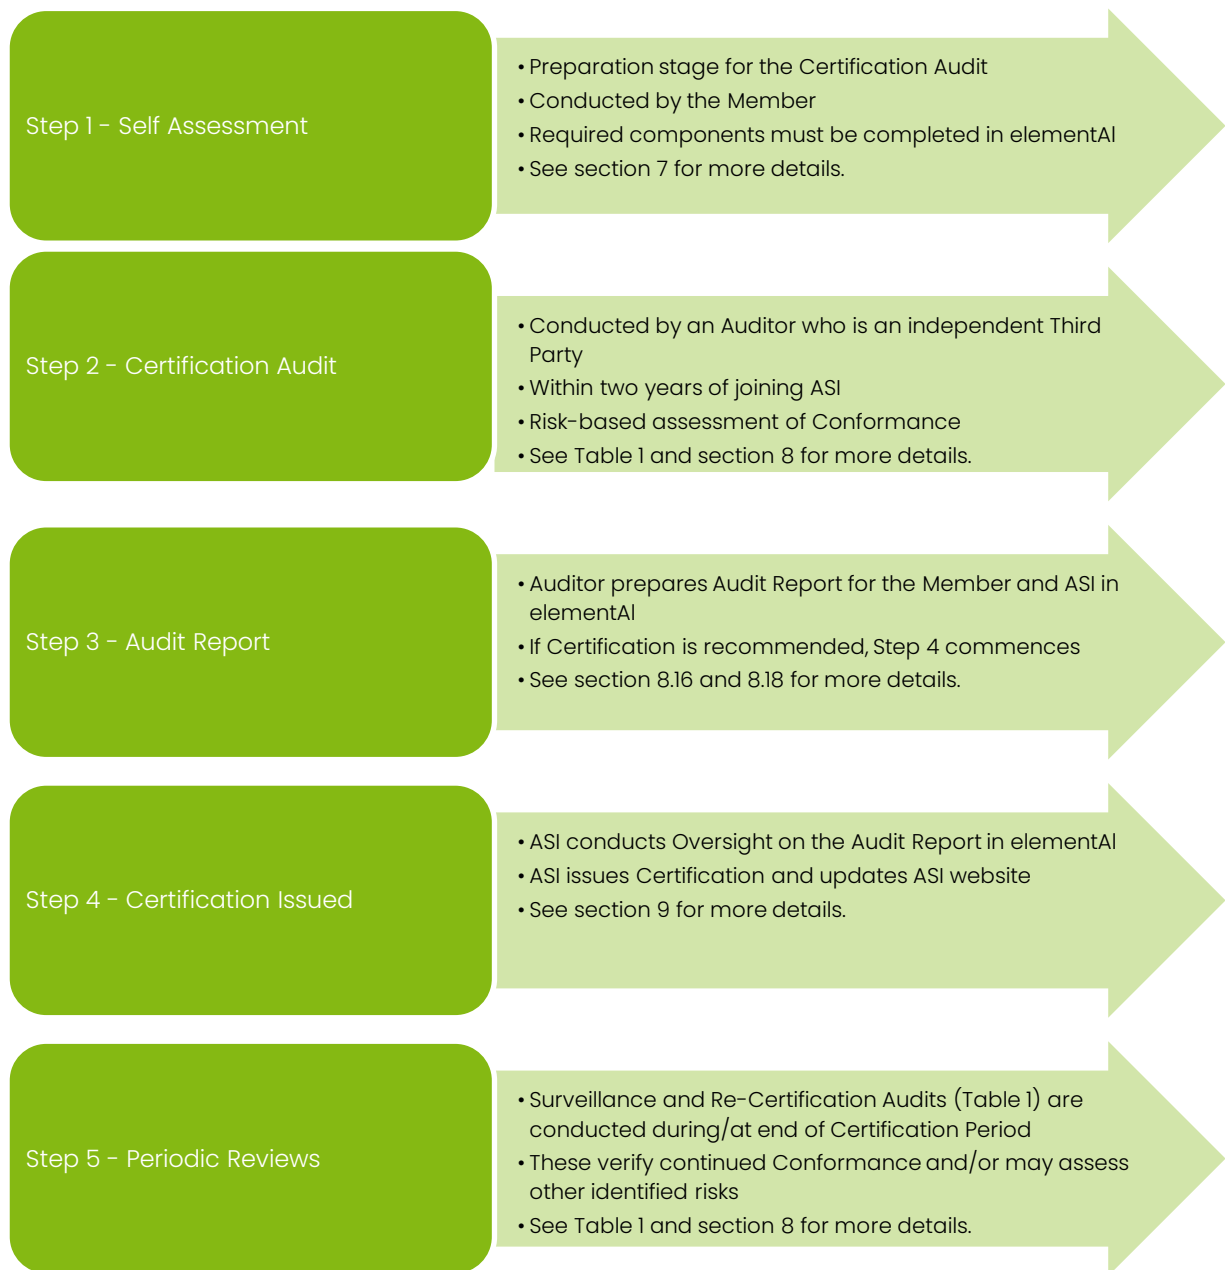 Step 1 - Self Assessment
• Preparation stage for the Certification Audit
• Conducted by the Member
• Required components must be completed in elementAl
• See section 7 for more details.
Step 2 - Certification Audit
• Conducted by an Auditor who is an independent Third
Party
• Within two years of joining ASI
• Risk-based assessment of Conformance
• See Table 1 and section 8 for more details.
Step 3 - Audit Report
• Auditor prepares Audit Report for the Member and ASI in
elementAl
• If Certification is recommended, Step 4 commences
• See section 8.16 and 8.18 for more details.
Step 4 - Certification Issued
• ASI conducts Oversight on the Audit Report in elementAl
• ASI issues Certification and updates ASI website
• See section 9 for more details.
Step 5 - Periodic Reviews
• Surveillance and Re-Certification Audits (Table 1) are
conducted during/at end of Certification Period
• These verify continued Conformance and/or may assess
other identified risks
• See Table 1 and section 8 for more details.